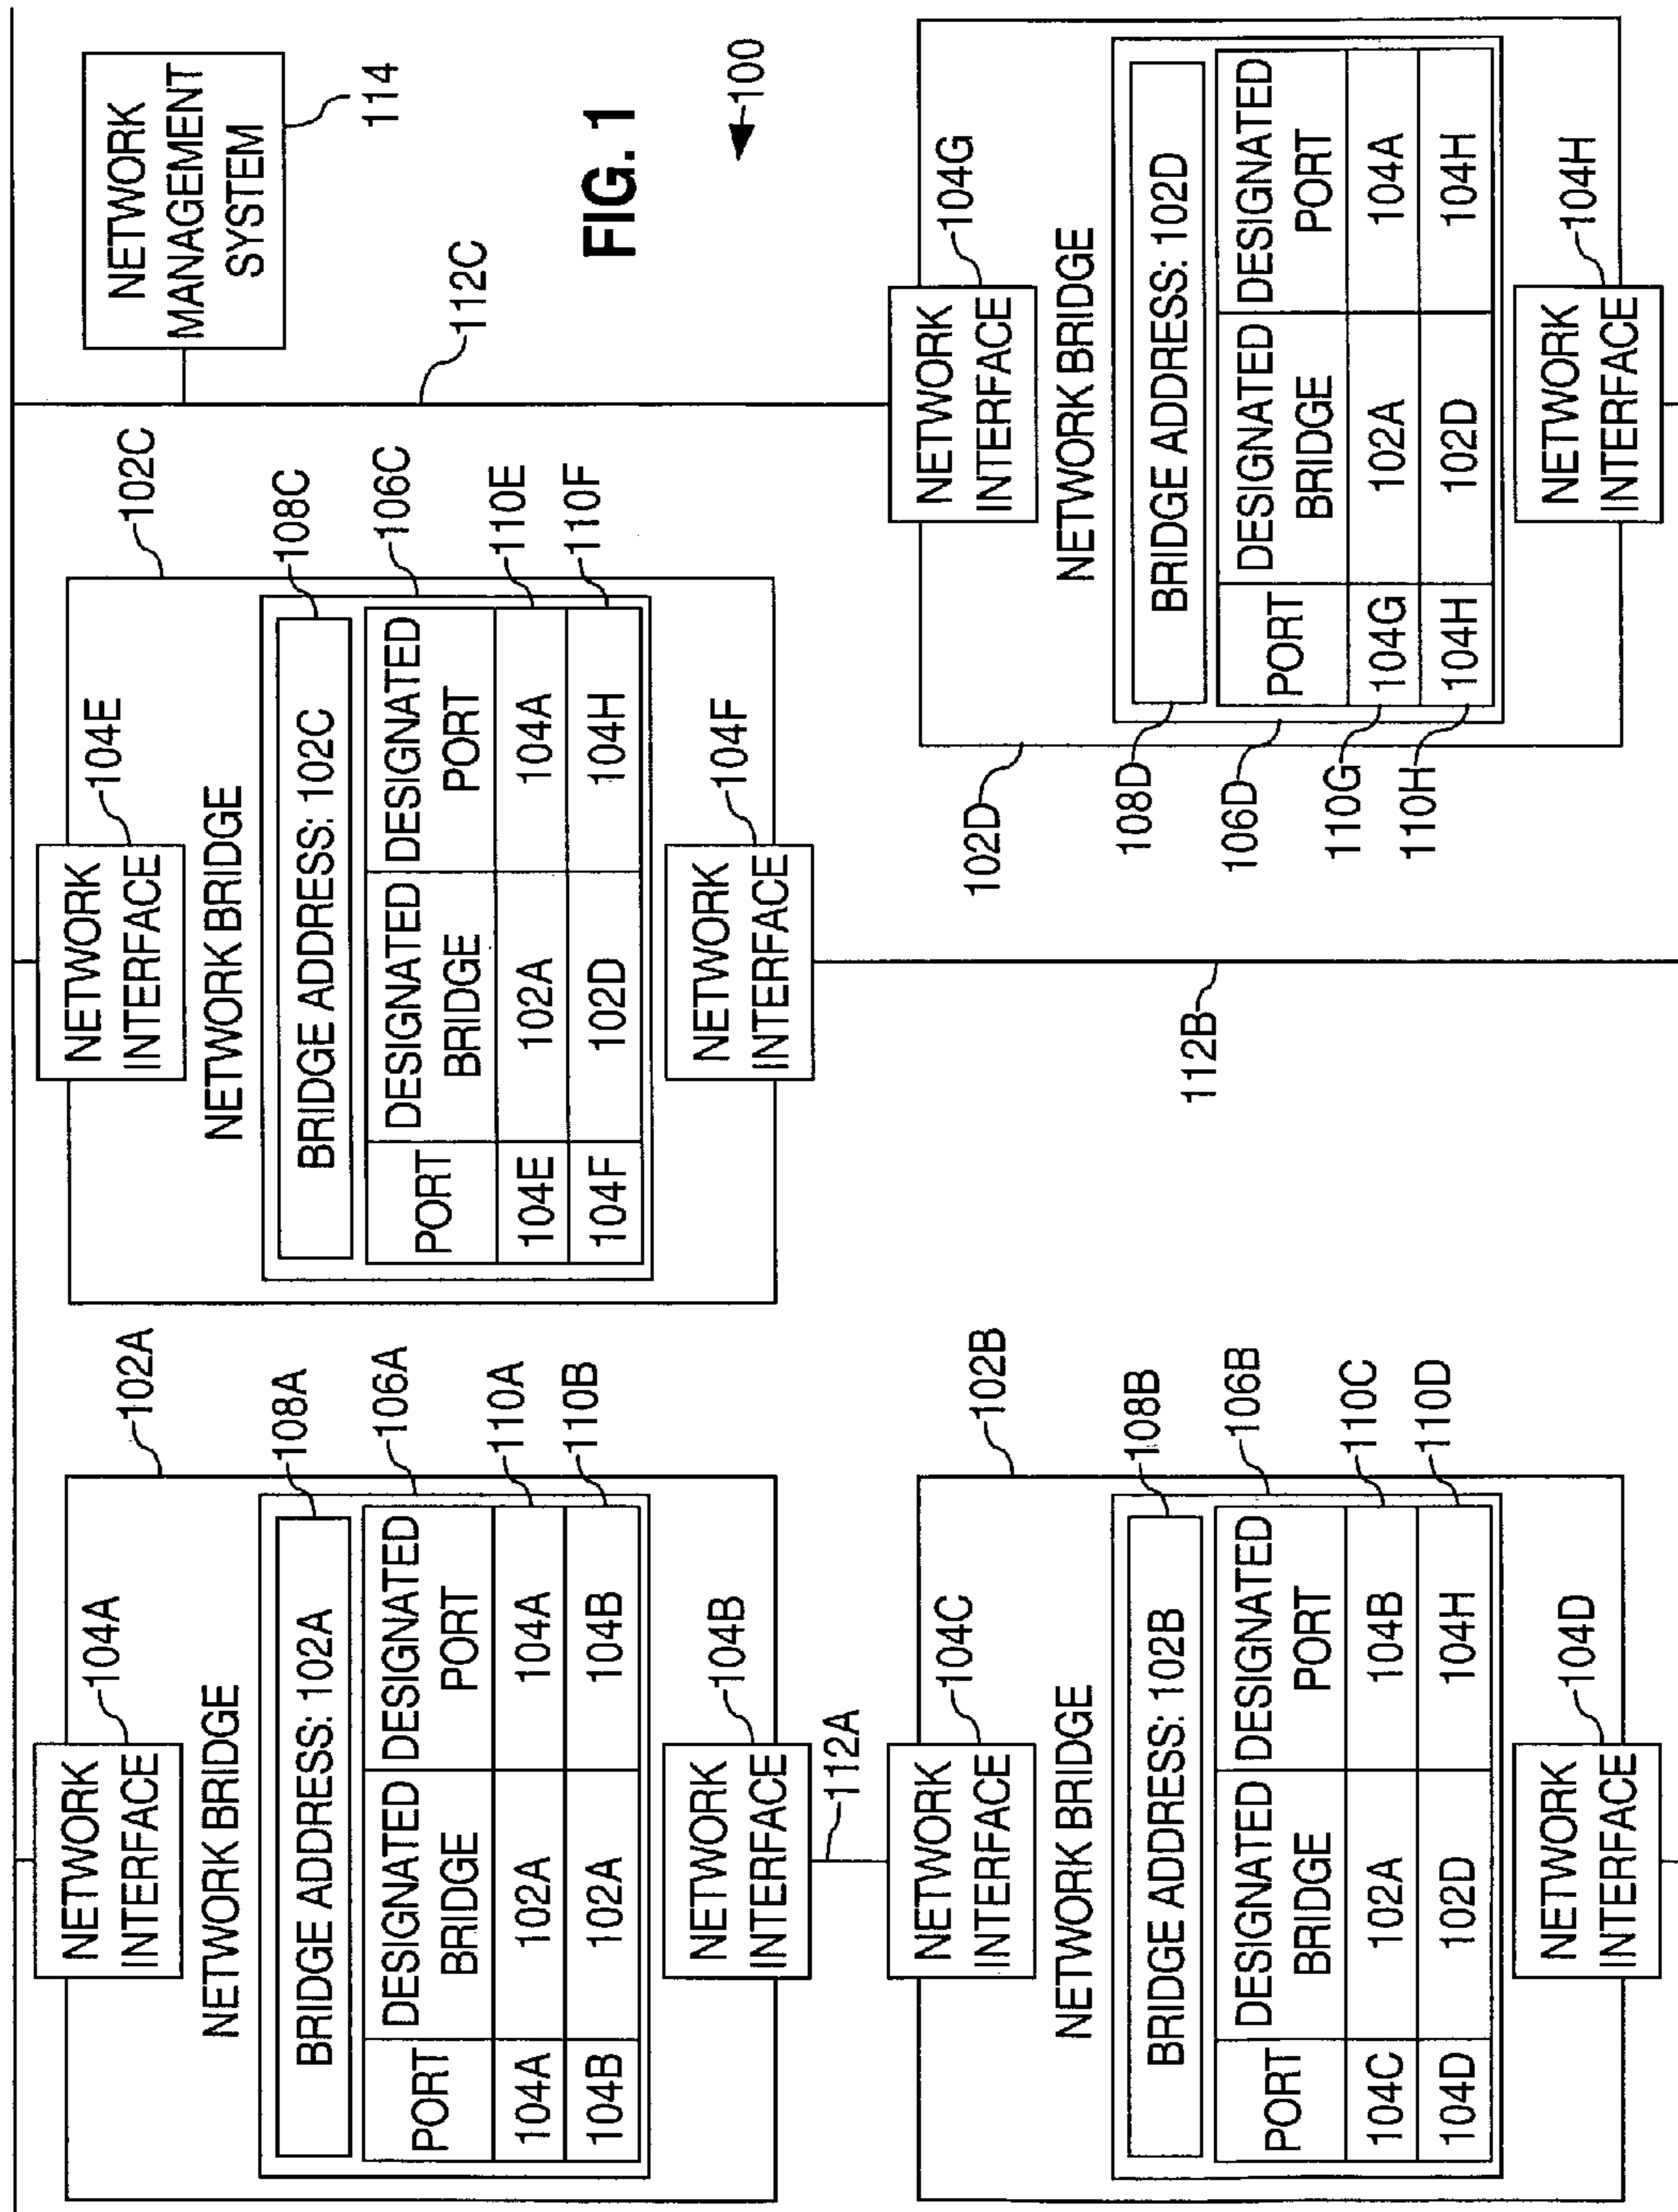 NETWORK
MANAGEMENT
SYSTEM
114
FIG. 1
100
112C
102A
104A
NETWORK
INTERFACE
NETWORK BRIDGE
108A
BRIDGE ADDRESS: 102A
106A
PORT DESIGNATED BRIDGE DESIGNATED PORT
104A 102A 104A
110A
104B 102A 104B
110B
NETWORK
INTERFACE
104B
112A
102C
104E
NETWORK
INTERFACE
NETWORK BRIDGE
108C
BRIDGE ADDRESS: 102C
106C
PORT DESIGNATED BRIDGE DESIGNATED PORT
104E 102A 104A
110E
104F 102D 104H
110F
NETWORK
INTERFACE
104F
112B
102B
104C
NETWORK
INTERFACE
NETWORK BRIDGE
108B
BRIDGE ADDRESS: 102B
106B
PORT DESIGNATED BRIDGE DESIGNATED PORT
104C 102A 104B
110C
104D 102D 104H
110D
NETWORK
INTERFACE
104D
102D
104G
NETWORK
INTERFACE
NETWORK BRIDGE
108D
BRIDGE ADDRESS: 102D
106D
PORT DESIGNATED BRIDGE DESIGNATED PORT
110G
104G 102A 104A
110H
104H 102D 104H
NETWORK
INTERFACE
104H